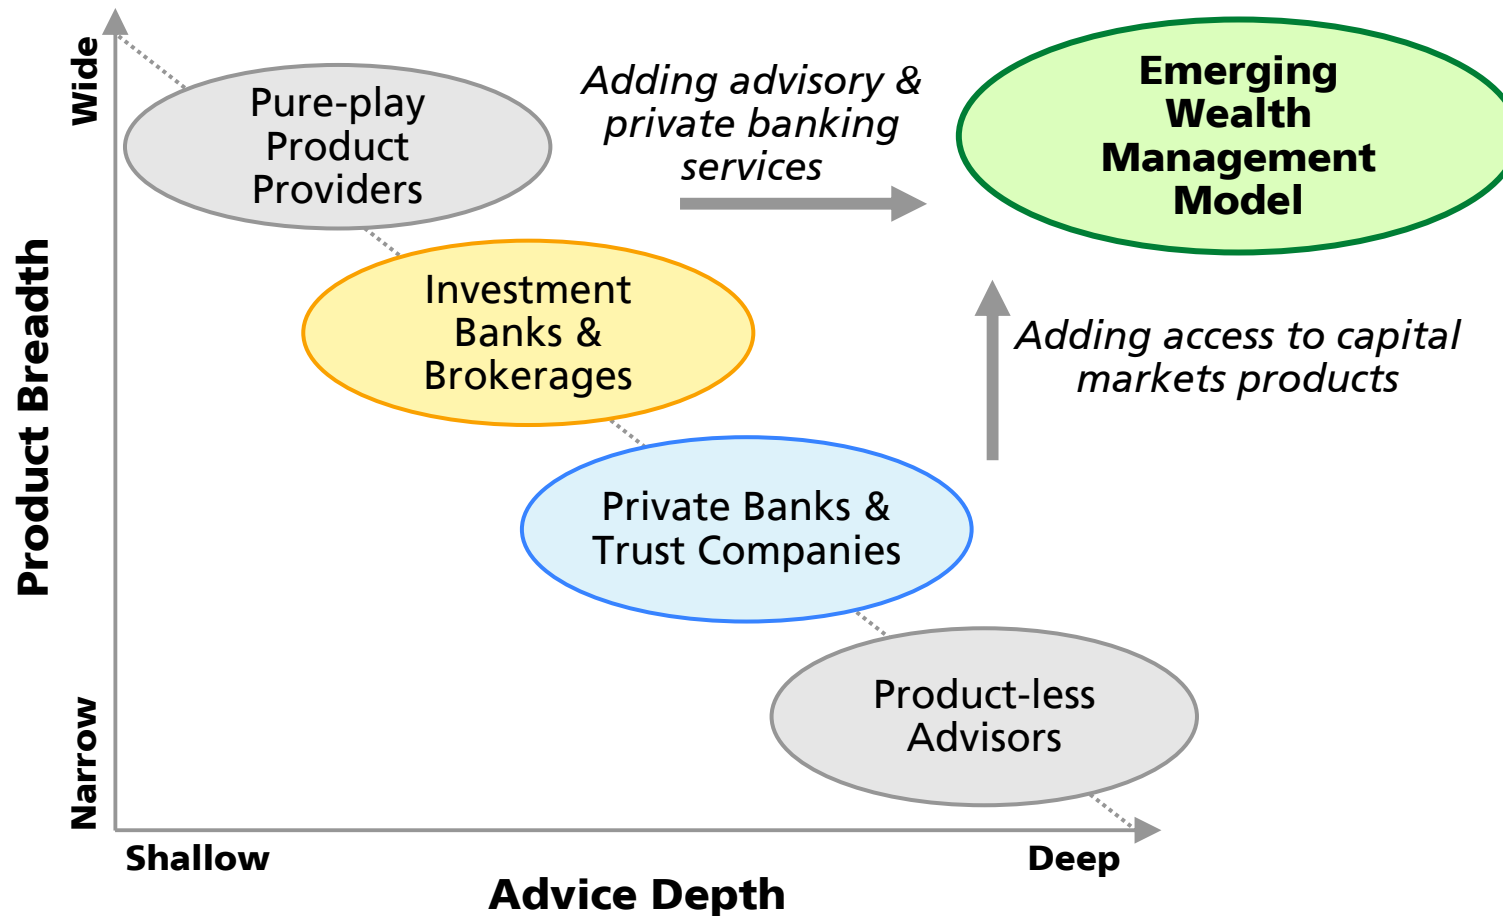 Wide
Pure-play
Product
Providers
Adding advisory &
private banking
services
Emerging
Wealth
Management
Model
Product Breadth
Investment
Banks &
Brokerages
Adding access to capital
markets products
Private Banks &
Trust Companies
Product-less
Advisors
Narrow
Shallow
Deep
Advice Depth